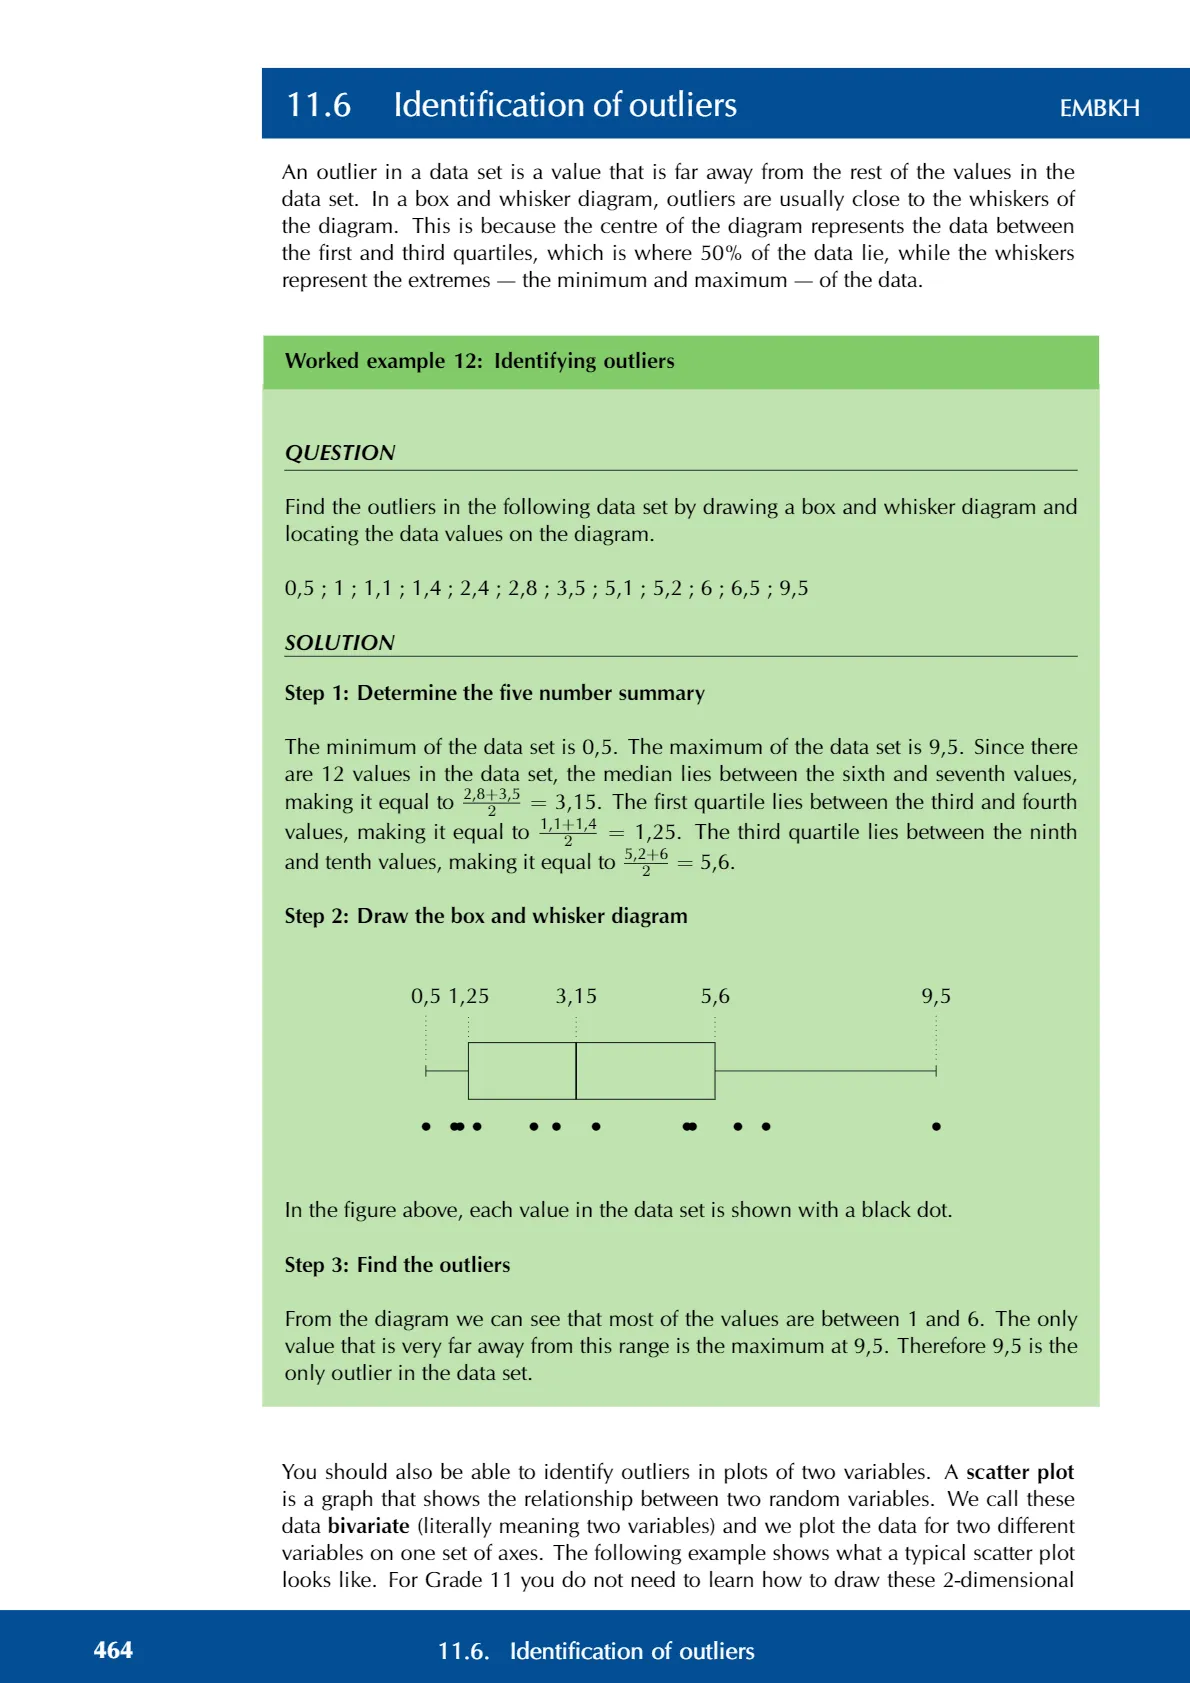 11.6 Identification of outliers EMBKH
An outlier in a data set is a value that is far away from the rest of the values in the
data set. In a box and whisker diagram, outliers are usually close to the whiskers of
the diagram. This is because the centre of the diagram represents the data between
the first and third quartiles, which is where 50% of the data lie, while the whiskers
represent the extremes — the minimum and maximum — of the data.
Worked example 12: Identifying outliers
QUESTION
Find the outliers in the following data set by drawing a box and whisker diagram and
locating the data values on the diagram.
0,5 ; 1 ; 1,1 ; 1,4 ; 2,4 ; 2,8 ; 3,5 ; 5,1 ; 5,2 ; 6 ; 6,5 ; 9,5
SOLUTION
Step 1: Determine the five number summary
The minimum of the data set is 0,5. The maximum of the data set is 9,5. Since there
are 12 values in the data set, the median lies between the sixth and seventh values,
making it equal to \frac{2,8+3,5}{2} = 3,15. The first quartile lies between the third and fourth
values, making it equal to \frac{1,1+1,4}{2} = 1,25. The third quartile lies between the ninth
and tenth values, making it equal to \frac{5,2+6}{2} = 5,6.
Step 2: Draw the box and whisker diagram
0,5 1,25 3,15 5,6 9,5
In the figure above, each value in the data set is shown with a black dot.
Step 3: Find the outliers
From the diagram we can see that most of the values are between 1 and 6. The only
value that is very far away from this range is the maximum at 9,5. Therefore 9,5 is the
only outlier in the data set.
You should also be able to identify outliers in plots of two variables. A scatter plot
is a graph that shows the relationship between two random variables. We call these
data bivariate (literally meaning two variables) and we plot the data for two different
variables on one set of axes. The following example shows what a typical scatter plot
looks like. For Grade 11 you do not need to learn how to draw these 2-dimensional
464 11.6. Identification of outliers